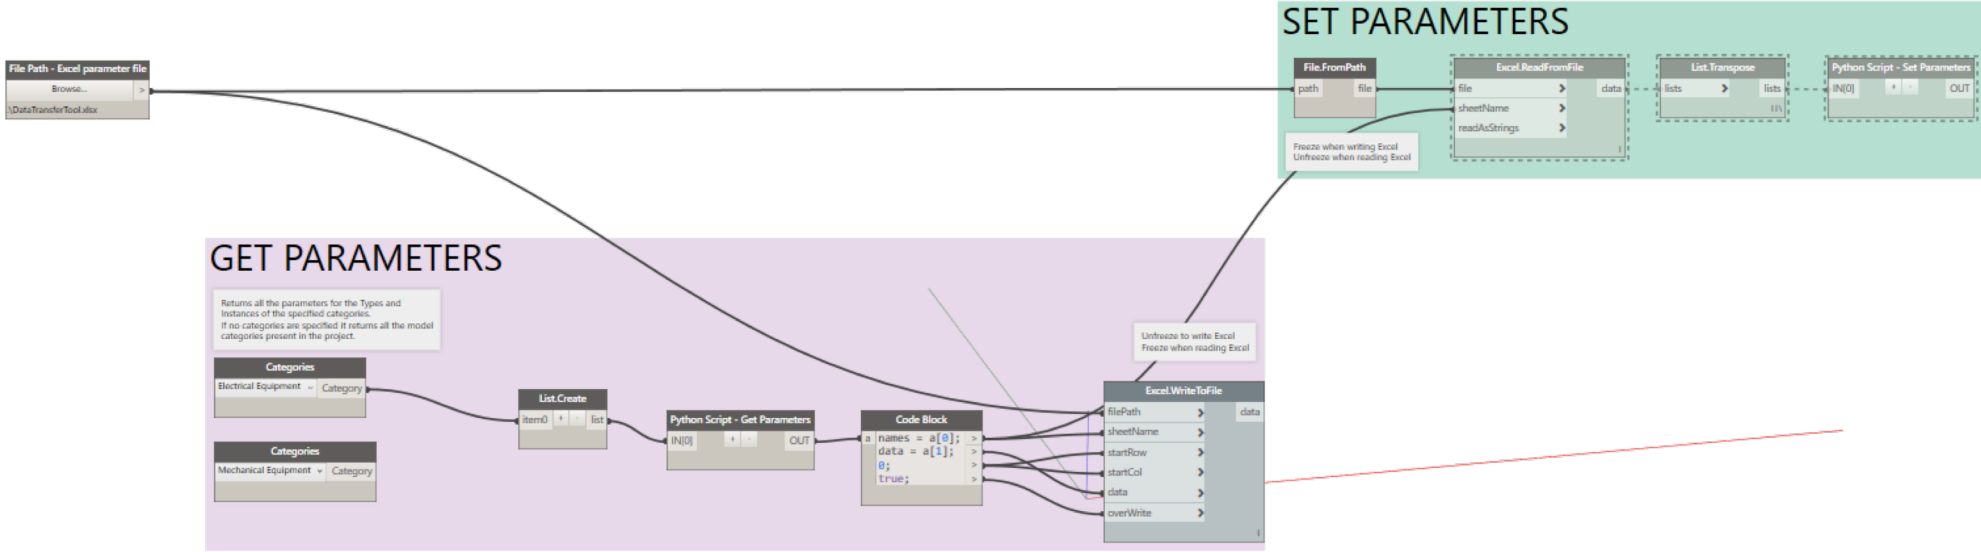 SET PARAMETERS
File Path - Excel parameter file
Browse...
>
\DataTransferTool.xlsx
File.FromPath
path file
Excel.ReadFromFile
file > data
sheetName >
readAsStrings >
List.Transpose
lists > lists
Python Script - Set Parameters
IN[0] + - OUT
Freeze when writing Excel
Unfreeze when reading Excel
GET PARAMETERS
Returns all the parameters for the Types and
Instances of the specified categories.
If no categories are specified it returns all the model
categories present in the project.
Categories
Electrical Equipment Category
Categories
Mechanical Equipment Category
List.Create
item0 + - list
Python Script - Get Parameters
IN[0] + - OUT
Code Block
a names = a[0]; >
data = a[1]; >
0; >
true; >
Unfreeze to write Excel
Freeze when reading Excel
Excel.WriteToFile
filePath > data
sheetName >
startRow >
startCol >
data >
overWrite >